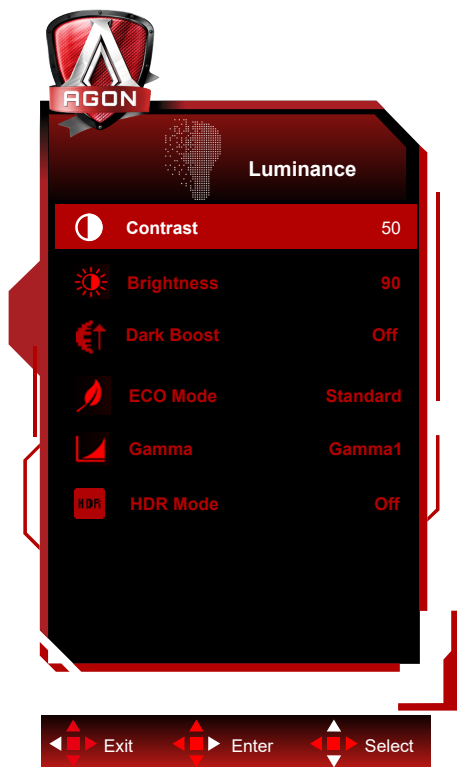 AGON
Luminance
Contrast 50
Brightness 90
Dark Boost Off
ECO Mode Standard
Gamma Gamma1
HDR HDR Mode Off
Exit Enter Select